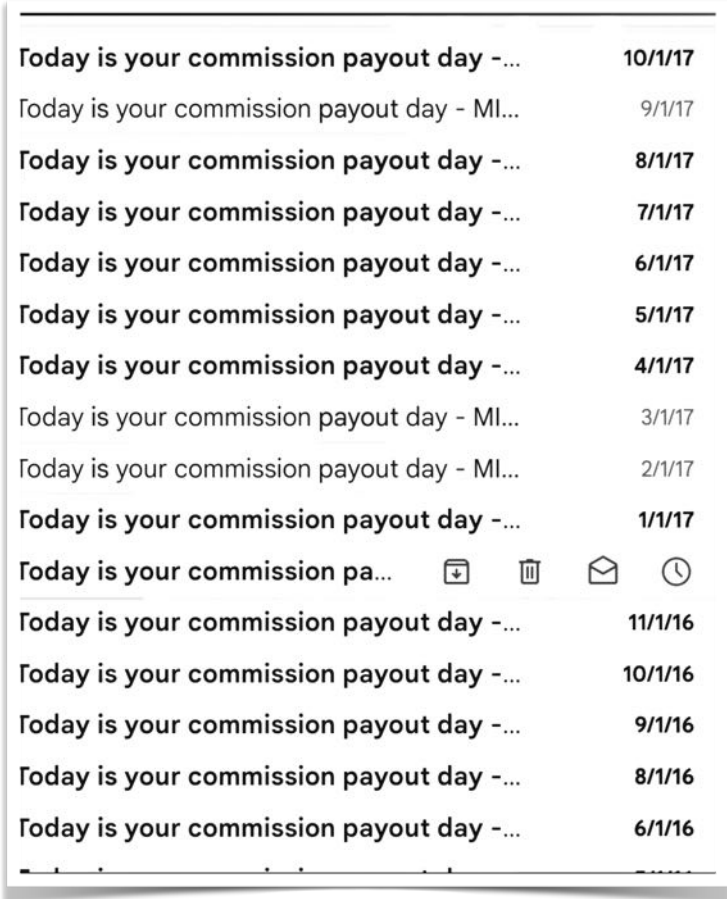 Today is your commission payout day -... 10/1/17
Today is your commission payout day - MI... 9/1/17
Today is your commission payout day -... 8/1/17
Today is your commission payout day -... 7/1/17
Today is your commission payout day -... 6/1/17
Today is your commission payout day -... 5/1/17
Today is your commission payout day -... 4/1/17
Today is your commission payout day - MI... 3/1/17
Today is your commission payout day - MI... 2/1/17
Today is your commission payout day -... 1/1/17
Today is your commission pa...
Today is your commission payout day -... 11/1/16
Today is your commission payout day -... 10/1/16
Today is your commission payout day -... 9/1/16
Today is your commission payout day -... 8/1/16
Today is your commission payout day -... 6/1/16